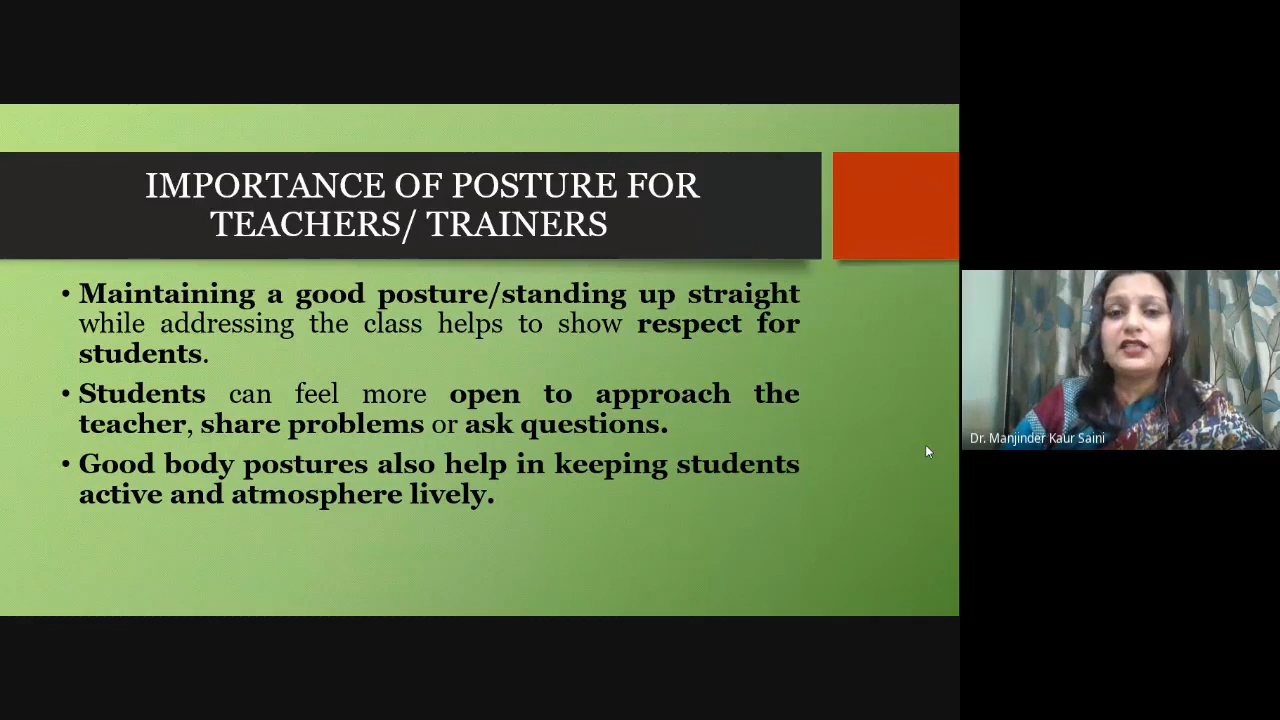 IMPORTANCE OF POSTURE FOR
TEACHERS/ TRAINERS
• Maintaining a good posture/standing up straight
while addressing the class helps to show respect for
students.
• Students can feel more open to approach the
teacher, share problems or ask questions.
• Good body postures also help in keeping students
active and atmosphere lively.
Dr. Manjinder Kaur Saini